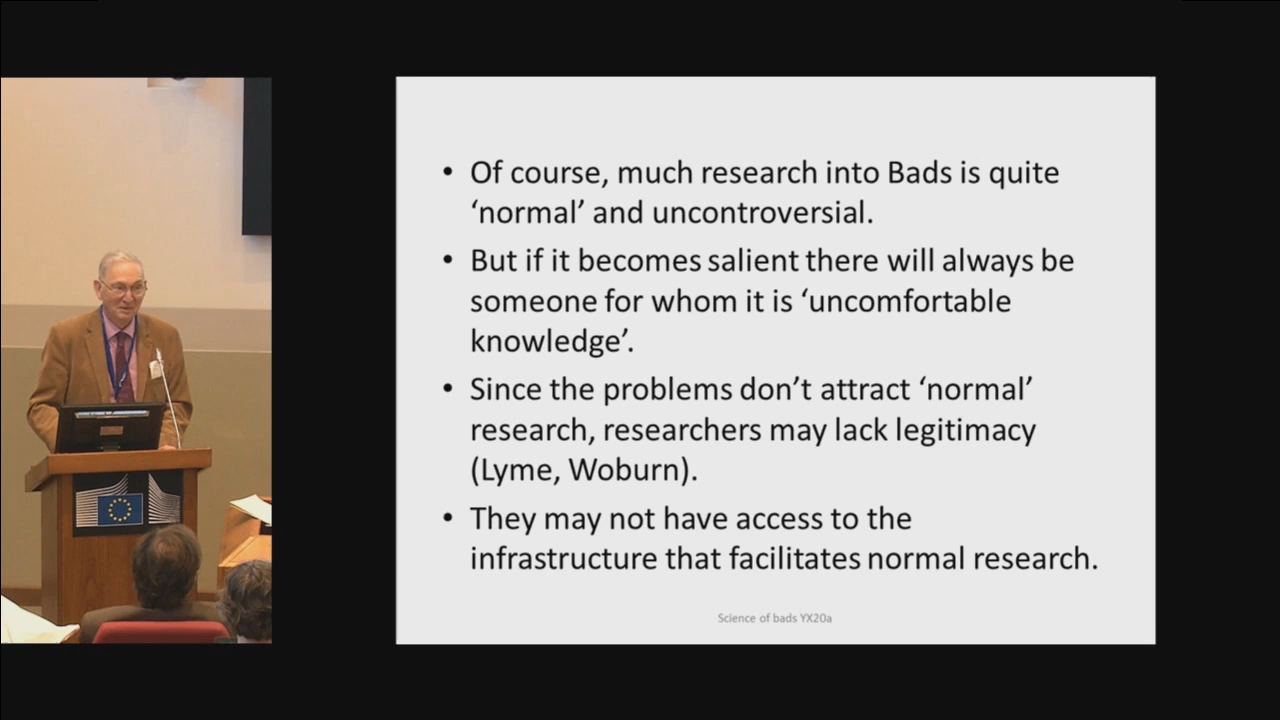 • Of course, much research into Bads is quite
‘normal’ and uncontroversial.
• But if it becomes salient there will always be
someone for whom it is ‘uncomfortable
knowledge’.
• Since the problems don’t attract ‘normal’
research, researchers may lack legitimacy
(Lyme, Woburn).
• They may not have access to the
infrastructure that facilitates normal research.
Science of bads YX20a